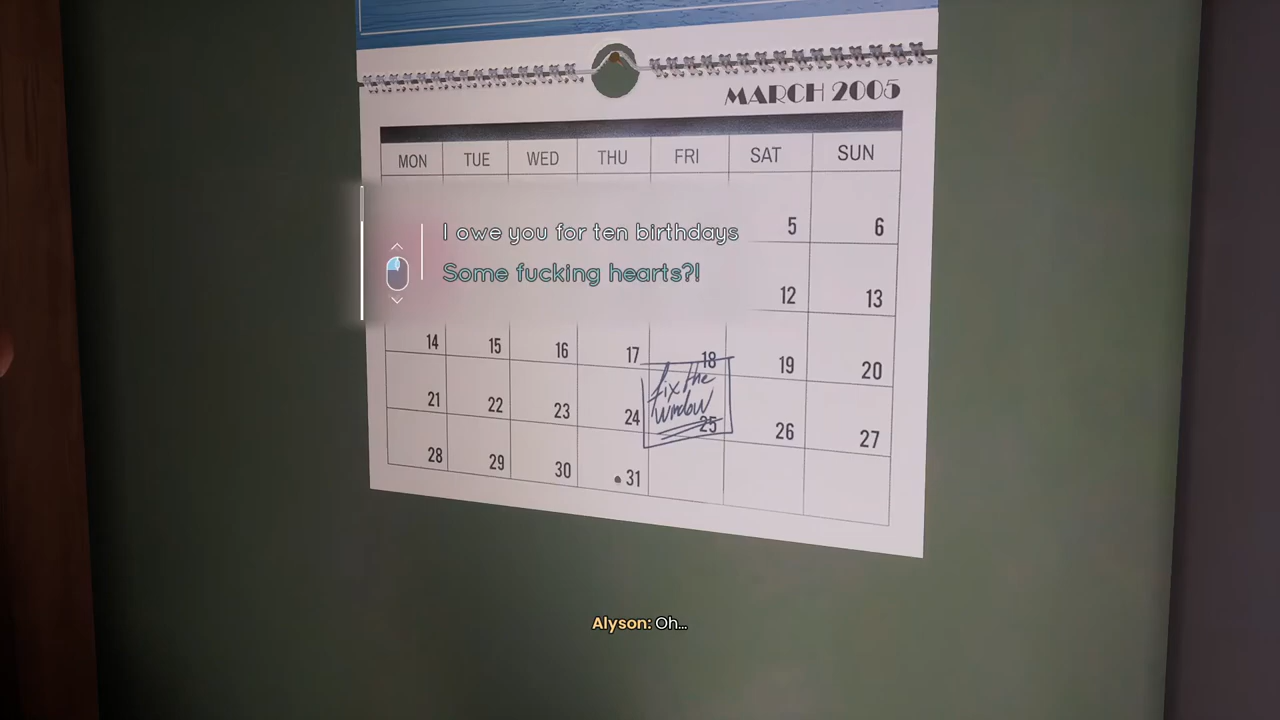 MARCH 2005
MON TUE WED THU FRI SAT SUN
5 6
I owe you for ten birthdays
Some fucking hearts?!
12 13
14 15 16 17 18 19 20
fix the
window
21 22 23 24 25 26 27
28 29 30 31
Alyson: Oh...